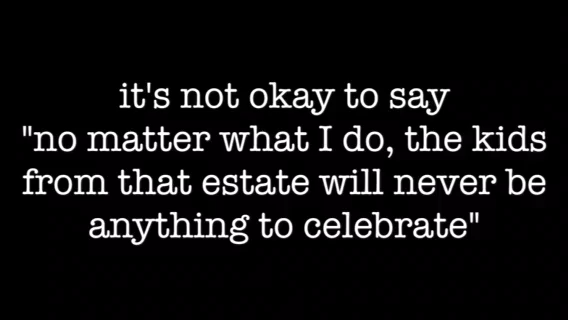 it's not okay to say
"no matter what I do, the kids
from that estate will never be
anything to celebrate"